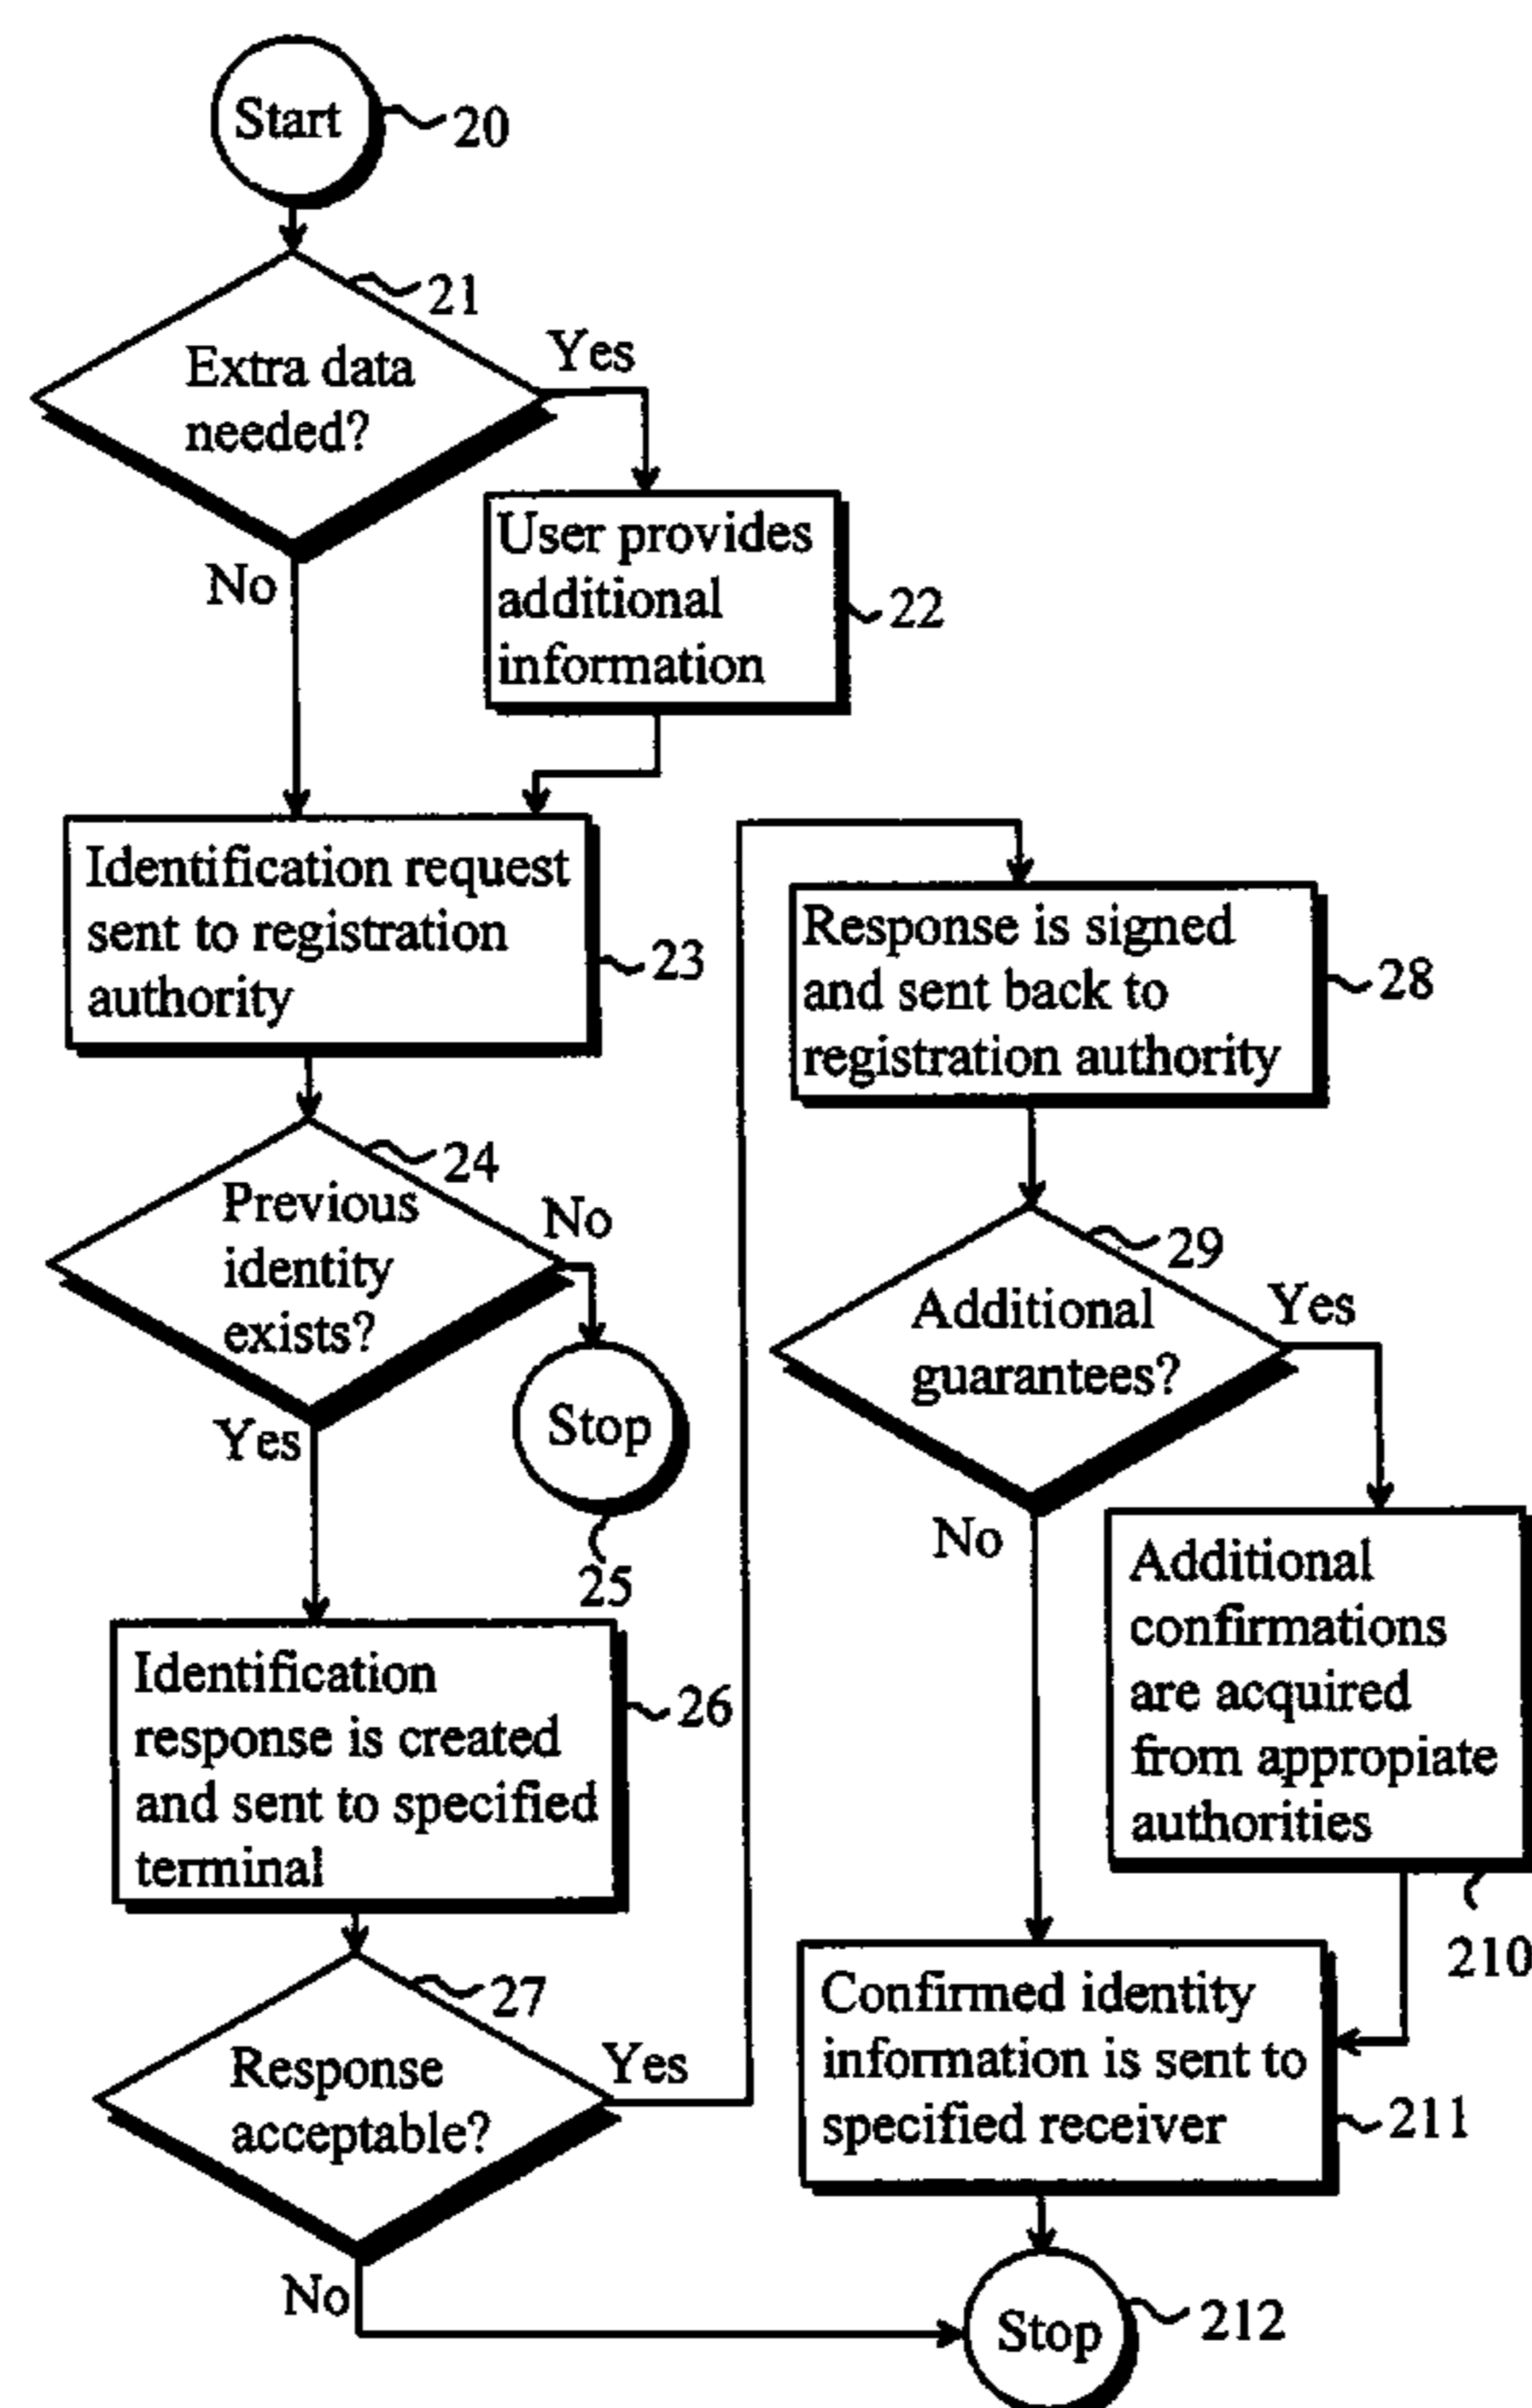 Start
20
21
Extra data
needed?
Yes
No
User provides
additional
information
22
Identification request
sent to registration
authority
23
24
Previous
identity
exists?
No
Yes
Stop
25
Identification
response is created
and sent to specified
terminal
26
27
Response
acceptable?
Yes
No
Response is signed
and sent back to
registration authority
28
29
Additional
guarantees?
Yes
No
Additional
confirmations
are acquired
from appropiate
authorities
210
Confirmed identity
information is sent to
specified receiver
211
Stop
212